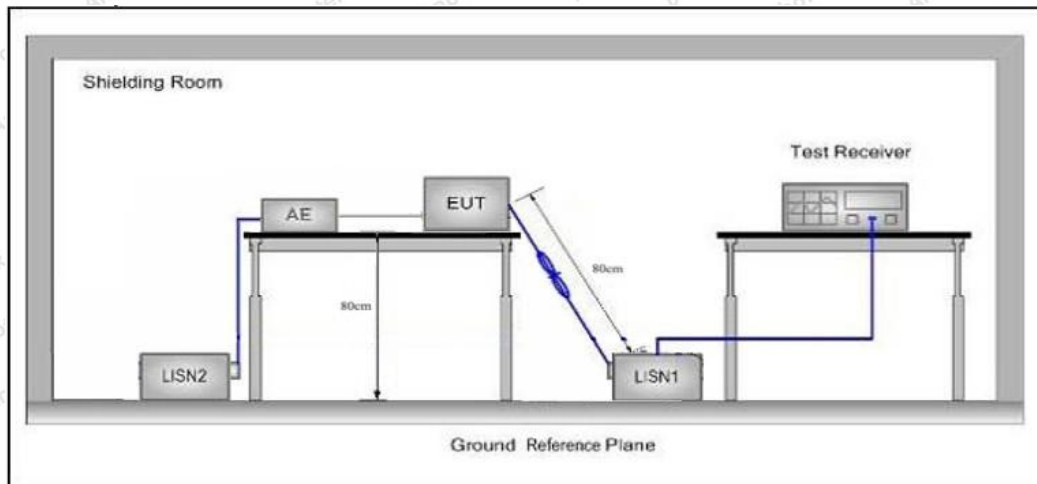 Shielding Room
Test Receiver
AE
EUT
80cm
80cm
LISN2
LISN1
Ground Reference Plane